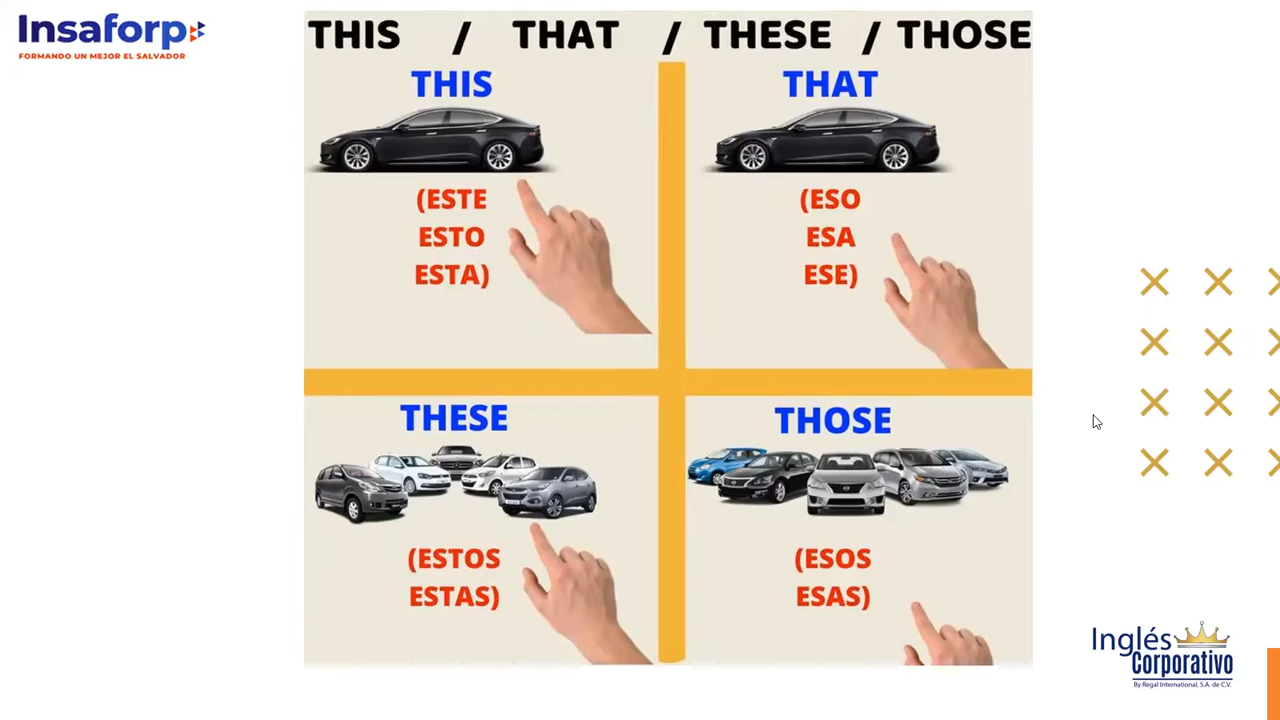 Insaforp
FORMANDO UN MEJOR EL SALVADOR
THIS / THAT / THESE / THOSE
THIS
(ESTE
ESTO
ESTA)
THAT
(ESO
ESA
ESE)
THESE
(ESTOS
ESTAS)
THOSE
(ESOS
ESAS)
Inglés
Corporativo
By Regal International, S.A. de C.V.